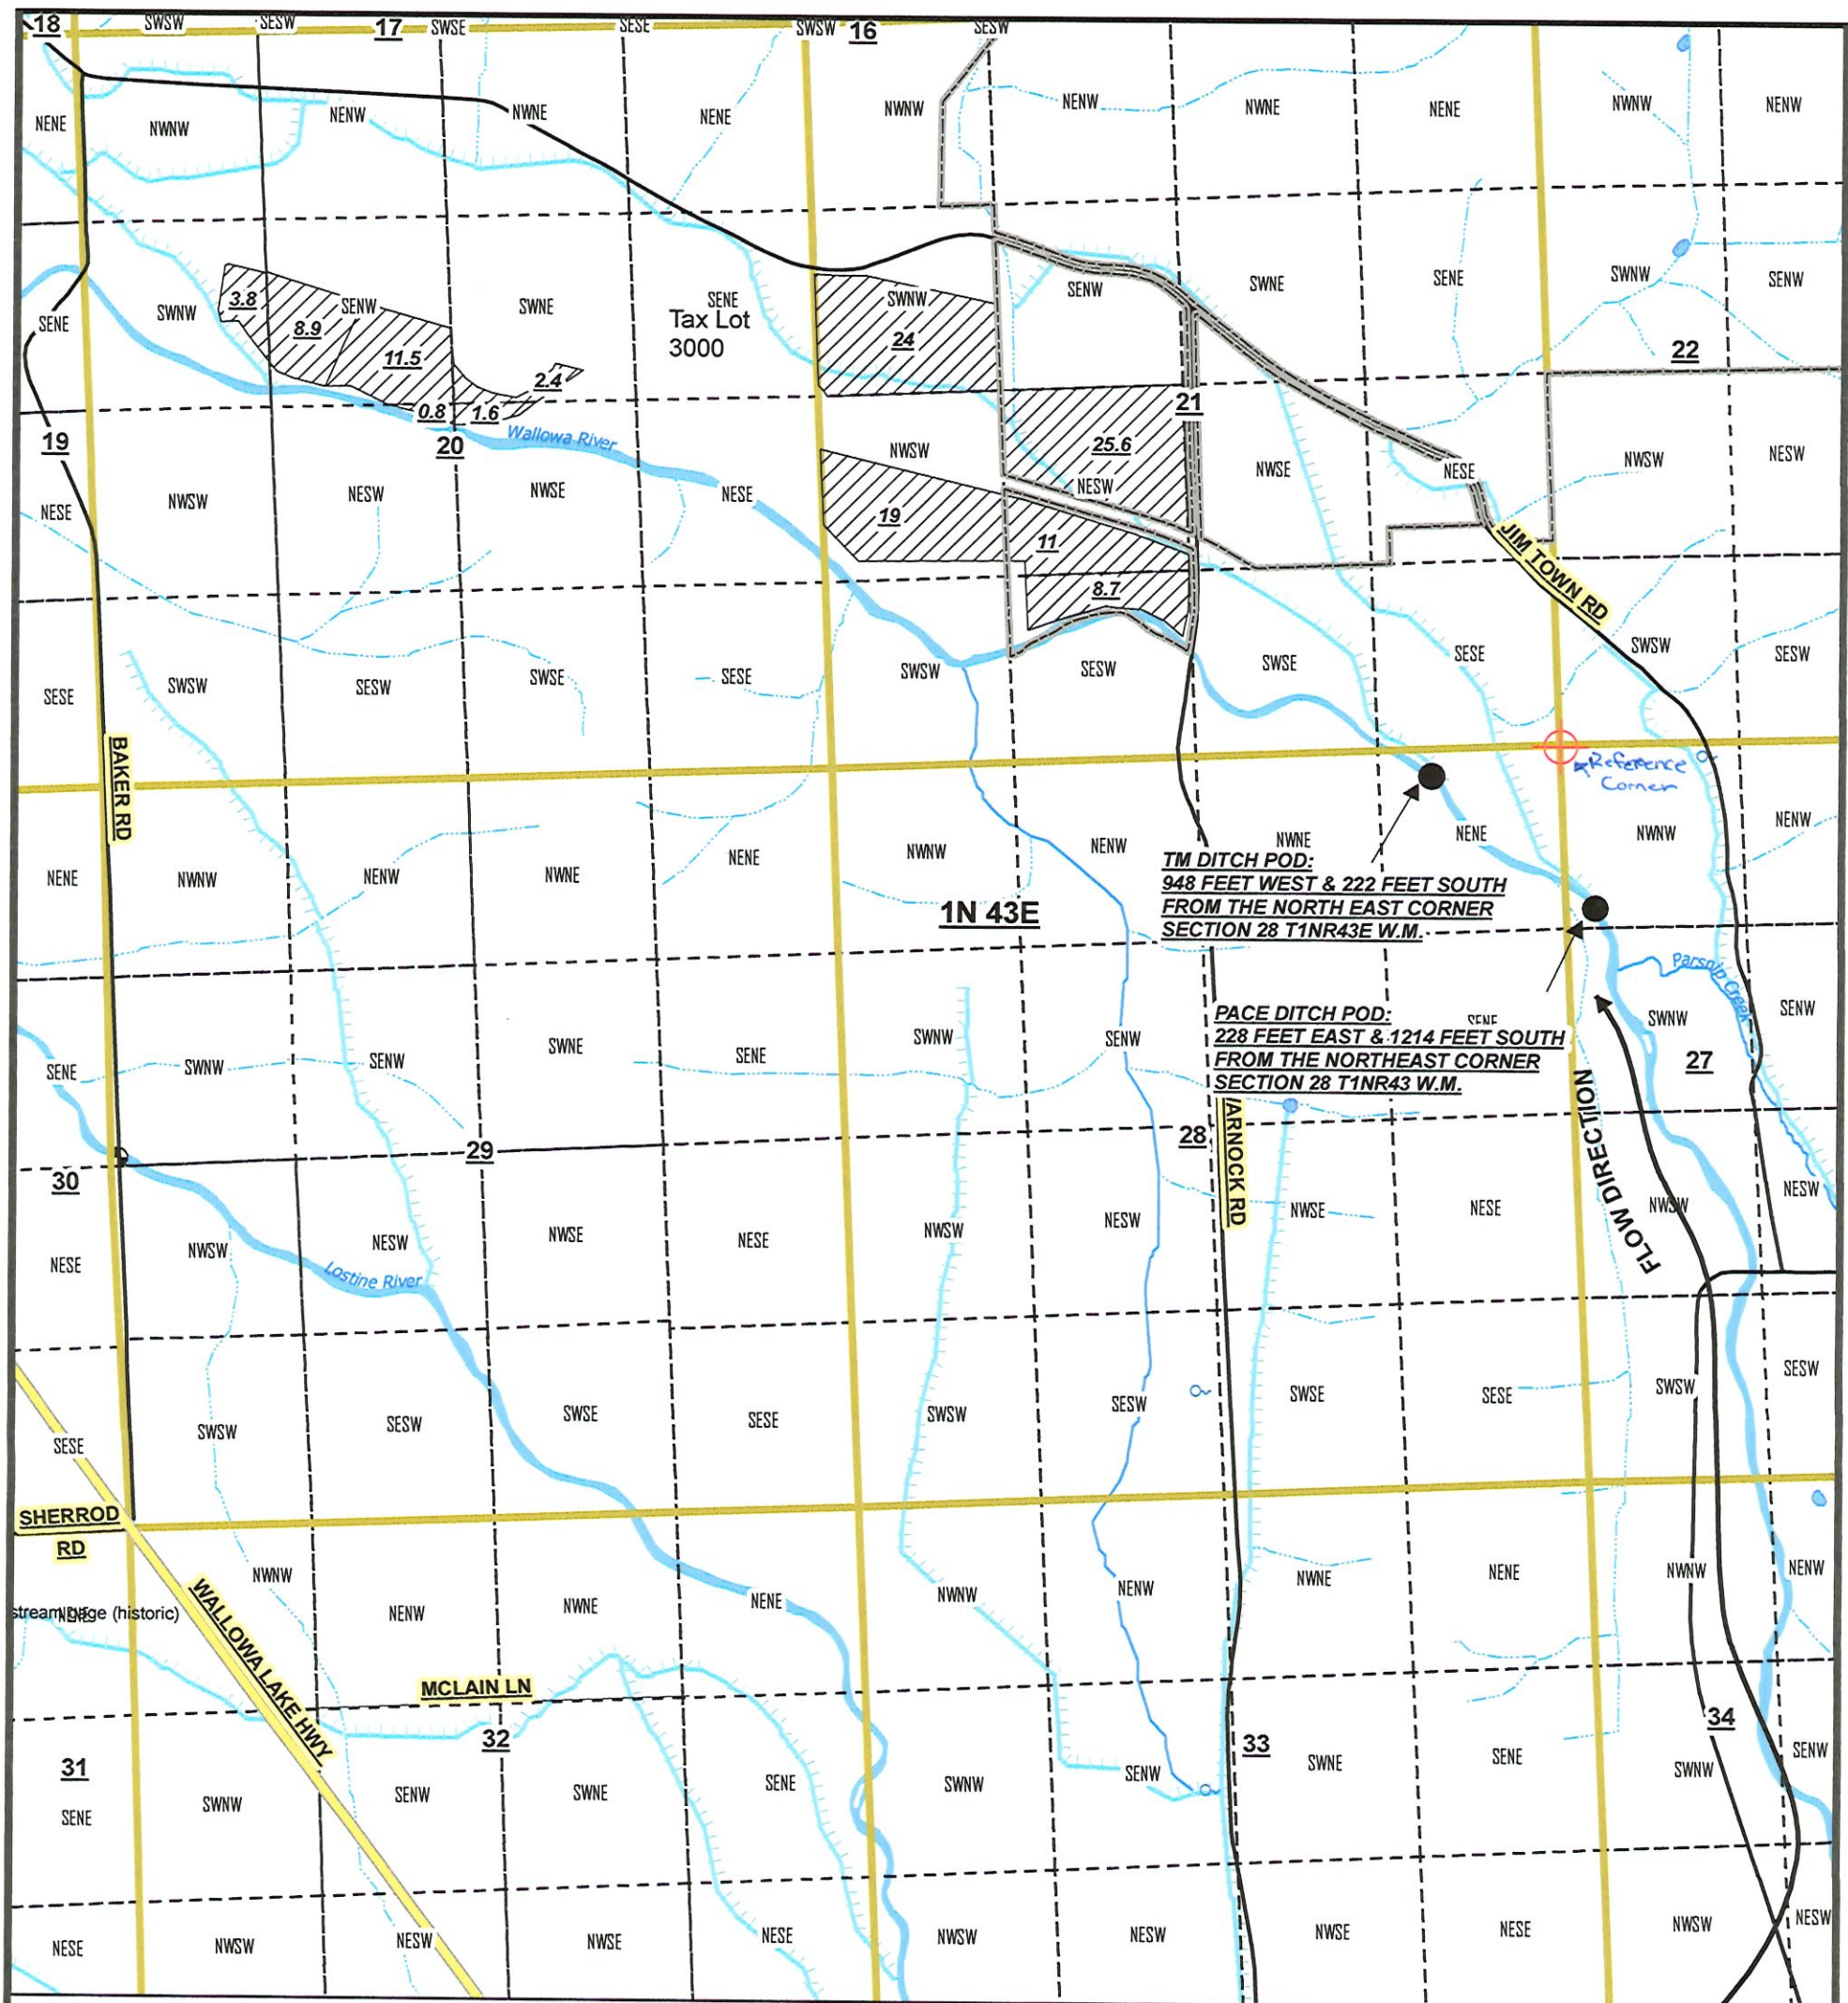 18
SWSW
SESW
17
SWSE
SESE
SWSW
16
SESW
NENE
NWNW
NENW
NWNE
NENE
NWNW
NENW
NWNE
NENE
NWNW
NENW
SENE
SWNW
3.8
SENW
8.9
11.5
SWNE
2.4
SENE
Tax Lot
3000
SWNW
24
SENW
SWNE
SENE
SWNW
SENW
22
0.8
1.6
21
19
20
Wallowa River
NWSW
25.6
NWSE
NESE
NWSW
NESW
NESE
NWSW
NESW
NWSE
NESE
19
NESW
11
JIM TOWN RD
8.7
SESE
SWSW
SESW
SWSE
SESE
SWSW
SESW
SWSE
SESE
SWSW
SESW
BAKER RD
Reference
Corner
NENE
NWNW
NENW
NWNE
NENE
NWNW
NENW
NWNE
NENE
NWNW
NENW
TM DITCH POD:
948 FEET WEST & 222 FEET SOUTH
FROM THE NORTH EAST CORNER
SECTION 28 T1NR43E W.M.
1N 43E
Parsnip Creek
PACE DITCH POD:
228 FEET EAST & 1214 FEET SOUTH
FROM THE NORTHEAST CORNER
SECTION 28 T1NR43 W.M.
SENE
SWNW
SENW
SWNE
SENE
SWNW
SENW
SENE
SWNW
SENW
27
FLOW DIRECTION
ARNOCK RD
30
29
28
NESE
NWSW
NESW
NWSE
NESE
NWSW
NESW
NWSE
NESE
NWSW
NESW
Lostine River
SESE
SWSW
SESW
SWSE
SESE
SWSW
SESW
SWSE
SESE
SWSW
SESW
SHERROD
RD
NWNW
NENW
NWNE
NENE
NWNW
NENW
NWNE
NENE
NWNW
NENW
stream gage (historic)
NENE
WALLOWA LAKE HWY
MCLAIN LN
31
32
33
34
SENE
SWNW
SENW
SWNE
SENE
SWNW
SENW
SWNE
SENE
SWNW
SENW
NESE
NWSW
NESW
NWSE
NESE
NWSW
NESW
NWSE
NESE
NWSW
NESW